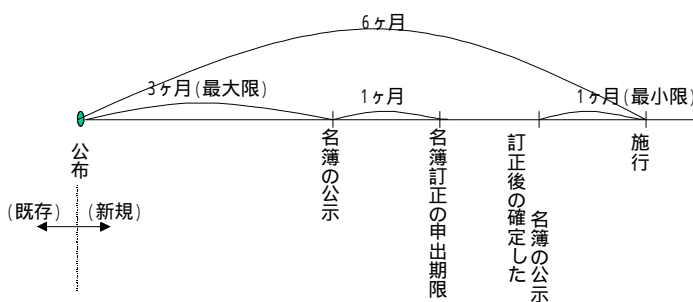 6ヶ月
3ヶ月(最大限)
1ヶ月
1ヶ月(最小限)
公布
名簿の公示
名簿訂正の申出期限
訂正後の確定した
名簿の公示
施行
(既存)
(新規)